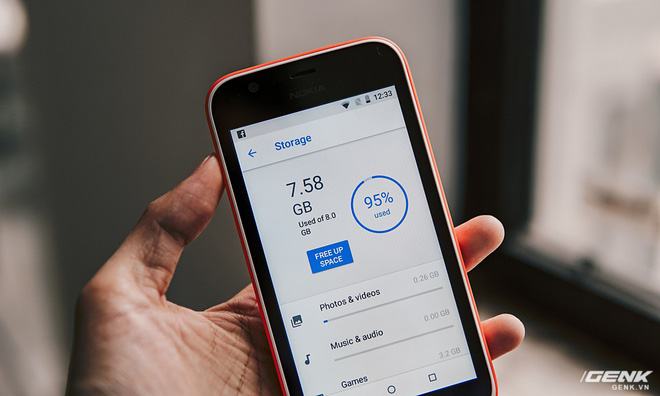 NOKIA
12:33
Storage
7.58
GB
Used of 8.0
GB
95%
used
FREE UP
SPACE
Photos & videos 0.26 GB
Music & audio 0.00 GB
Games 3.2 GB
GENK
GENK.VN